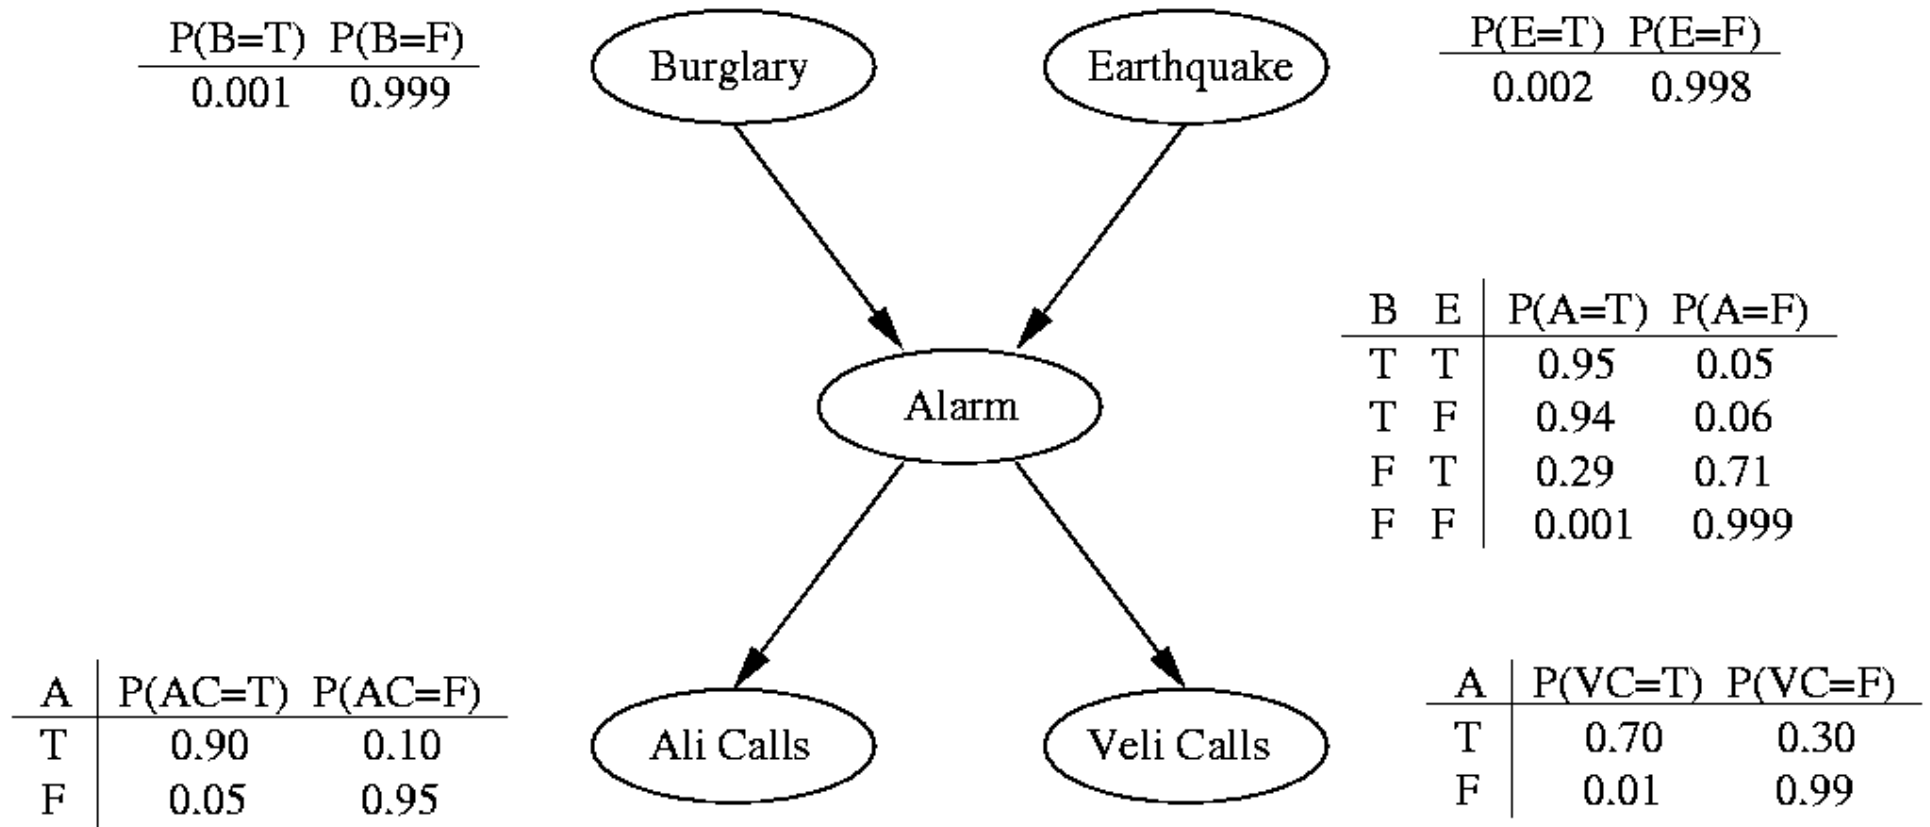 P(B=T) P(B=F)
0.001 0.999
Burglary
Earthquake
P(E=T) P(E=F)
0.002 0.998
B E P(A=T) P(A=F)
T T 0.95 0.05
T F 0.94 0.06
F T 0.29 0.71
F F 0.001 0.999
Alarm
A P(AC=T) P(AC=F)
T 0.90 0.10
F 0.05 0.95
Ali Calls
Veli Calls
A P(VC=T) P(VC=F)
T 0.70 0.30
F 0.01 0.99